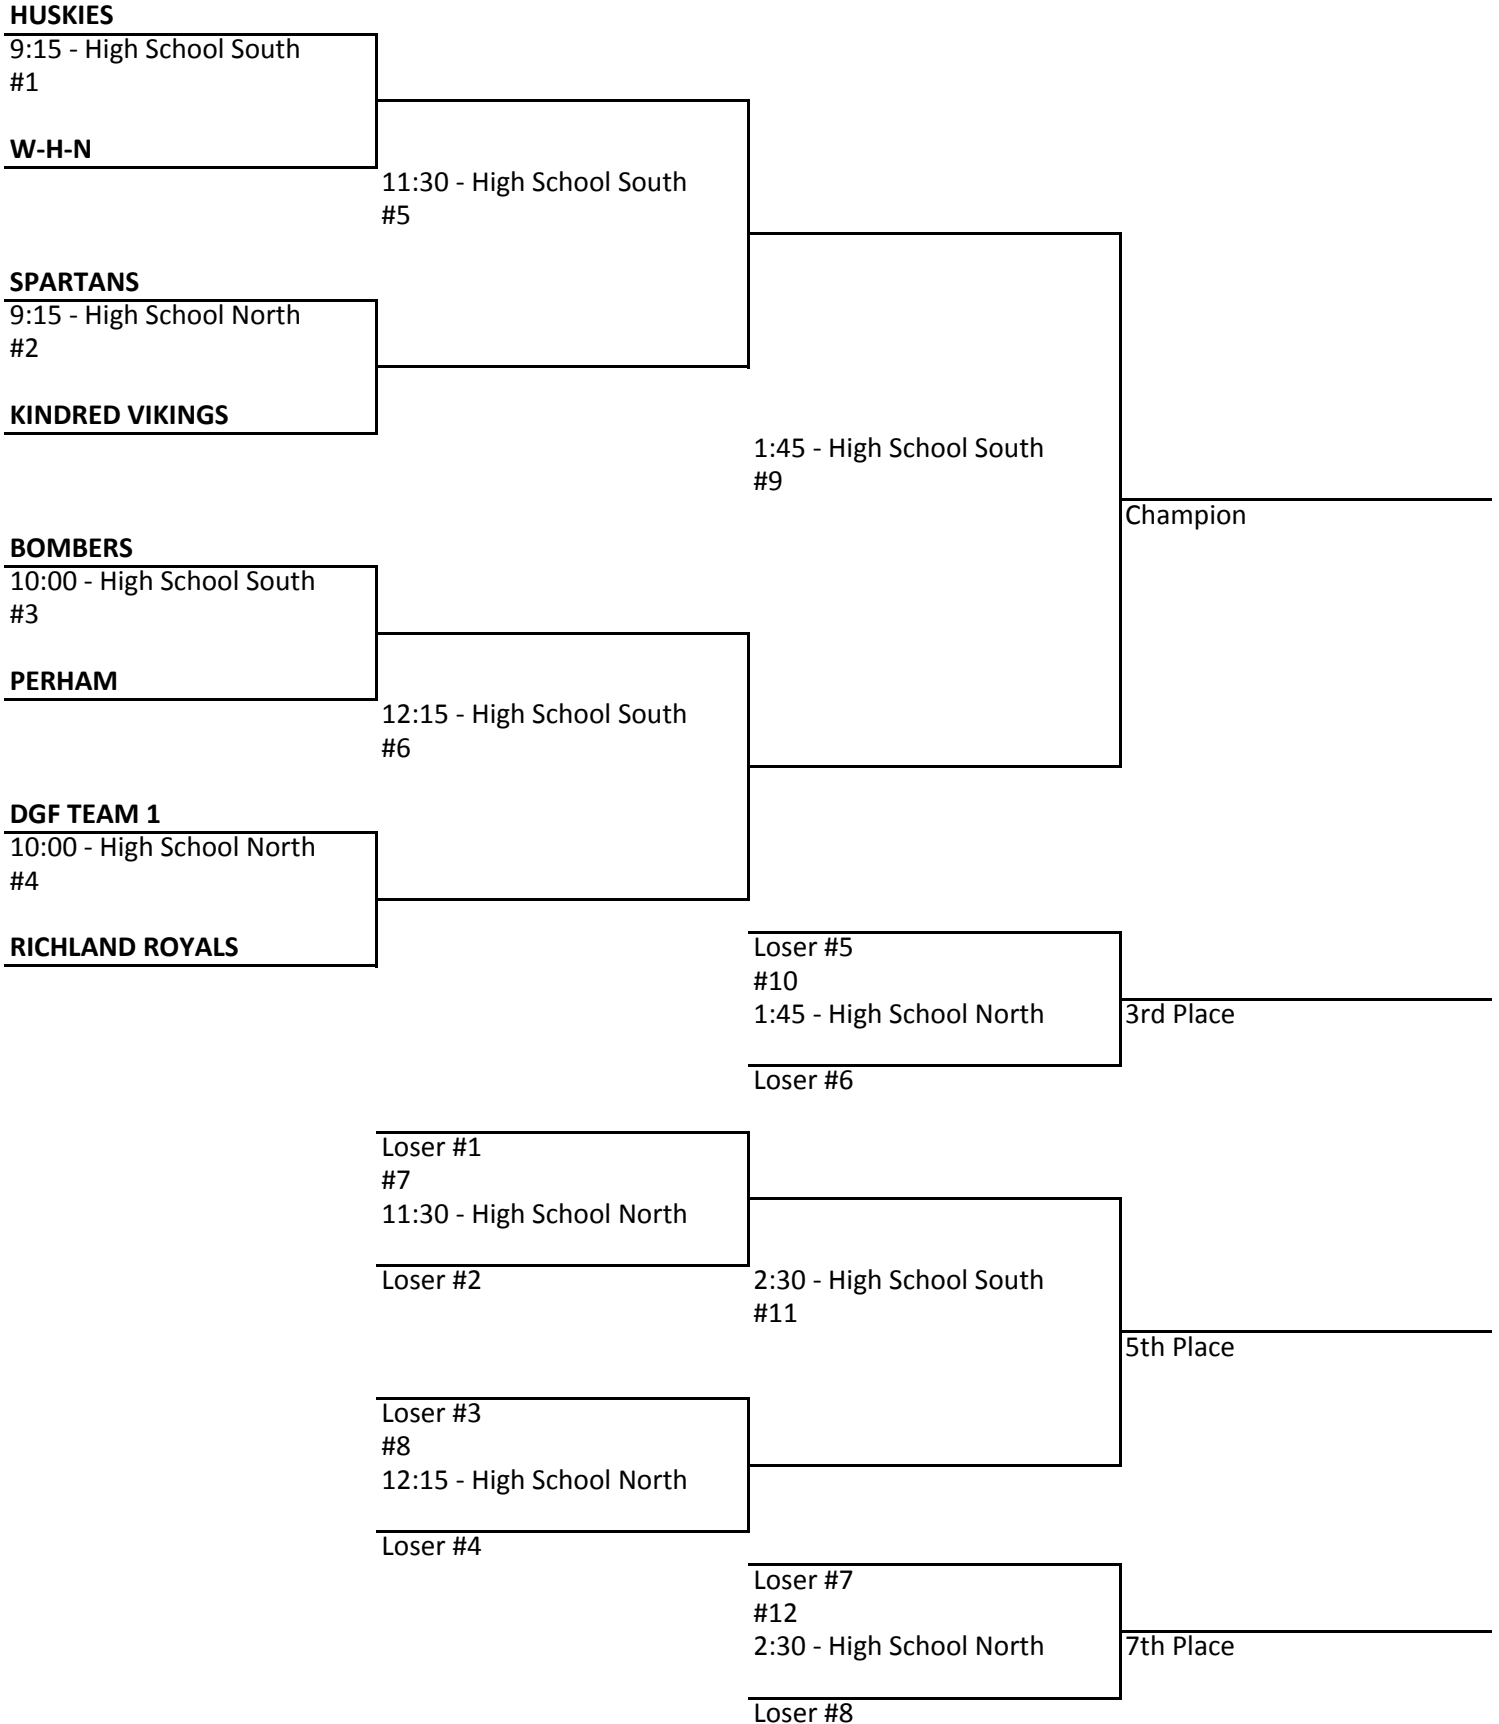 HUSKIES
9:15 - High School South
#1
W-H-N
11:30 - High School South
#5
SPARTANS
9:15 - High School North
#2
KINDRED VIKINGS
1:45 - High School South
#9
Champion
BOMBERS
10:00 - High School South
#3
PERHAM
12:15 - High School South
#6
DGF TEAM 1
10:00 - High School North
#4
RICHLAND ROYALS
Loser #5
#10
1:45 - High School North
3rd Place
Loser #6
Loser #1
#7
11:30 - High School North
Loser #2
2:30 - High School South
#11
5th Place
Loser #3
#8
12:15 - High School North
Loser #4
Loser #7
#12
2:30 - High School North
7th Place
Loser #8